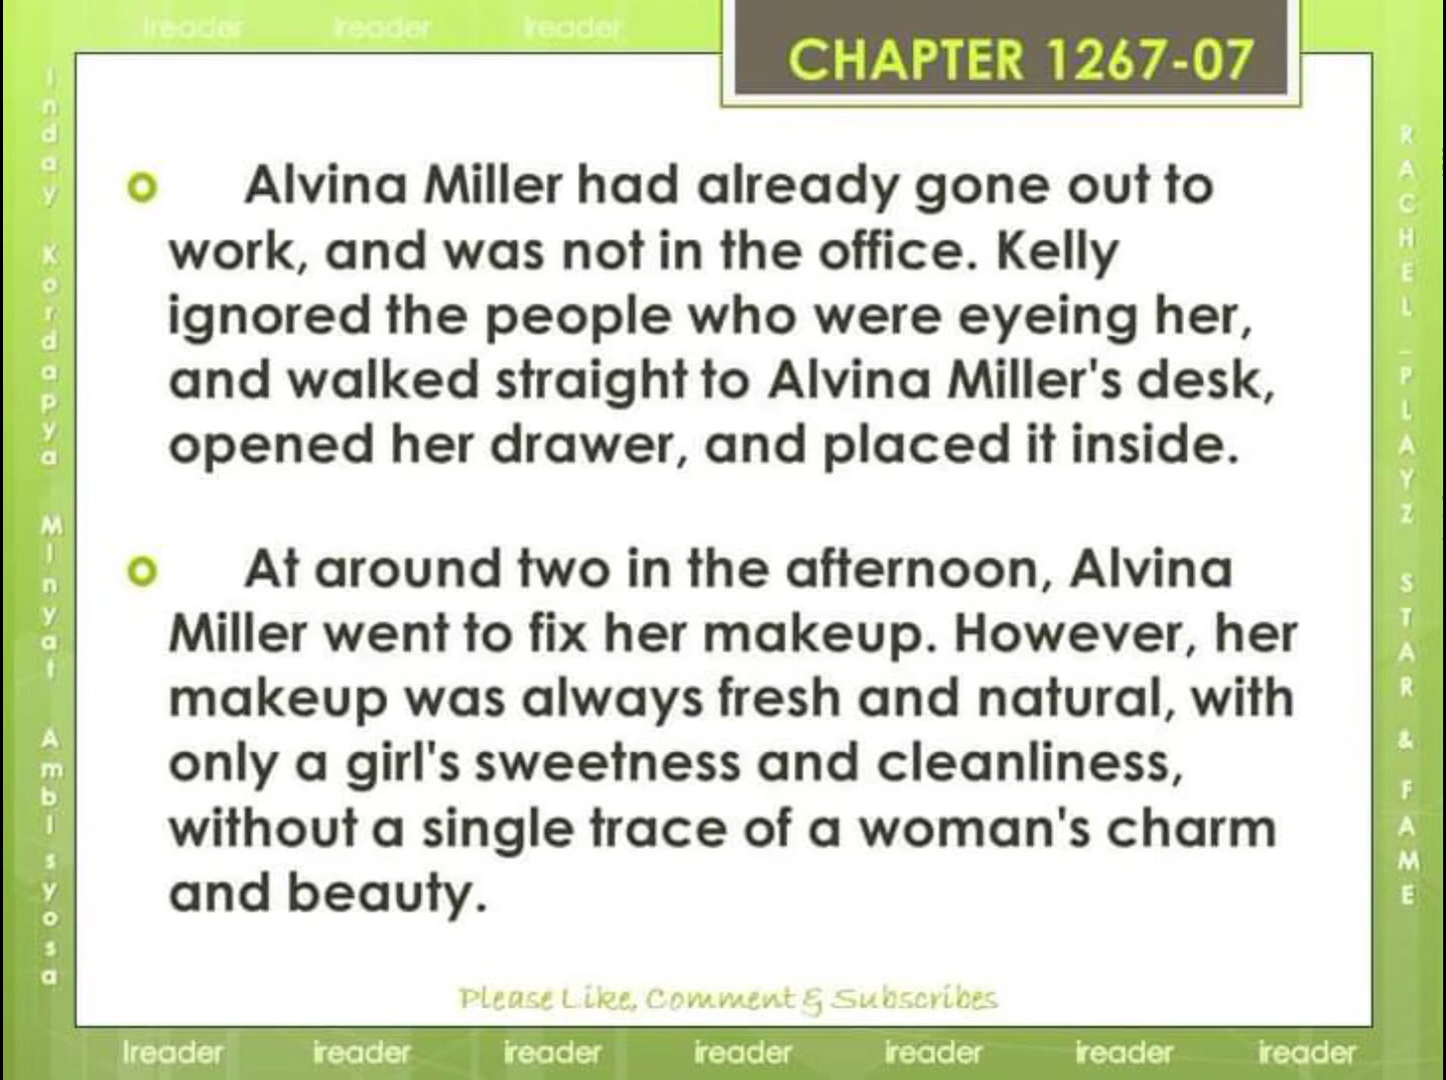 Ireader ireader ireader
CHAPTER 1267-07
o Alvina Miller had already gone out to
work, and was not in the office. Kelly
ignored the people who were eyeing her,
and walked straight to Alvina Miller's desk,
opened her drawer, and placed it inside.
o At around two in the afternoon, Alvina
Miller went to fix her makeup. However, her
makeup was always fresh and natural, with
only a girl's sweetness and cleanliness,
without a single trace of a woman's charm
and beauty.
Please Like, Comment & Subscribes
Ireader ireader ireader ireader ireader ireader ireader
Inday Kordapya MInyat AmbIsyosa
RACHEL_PLAYZ STAR & FAME